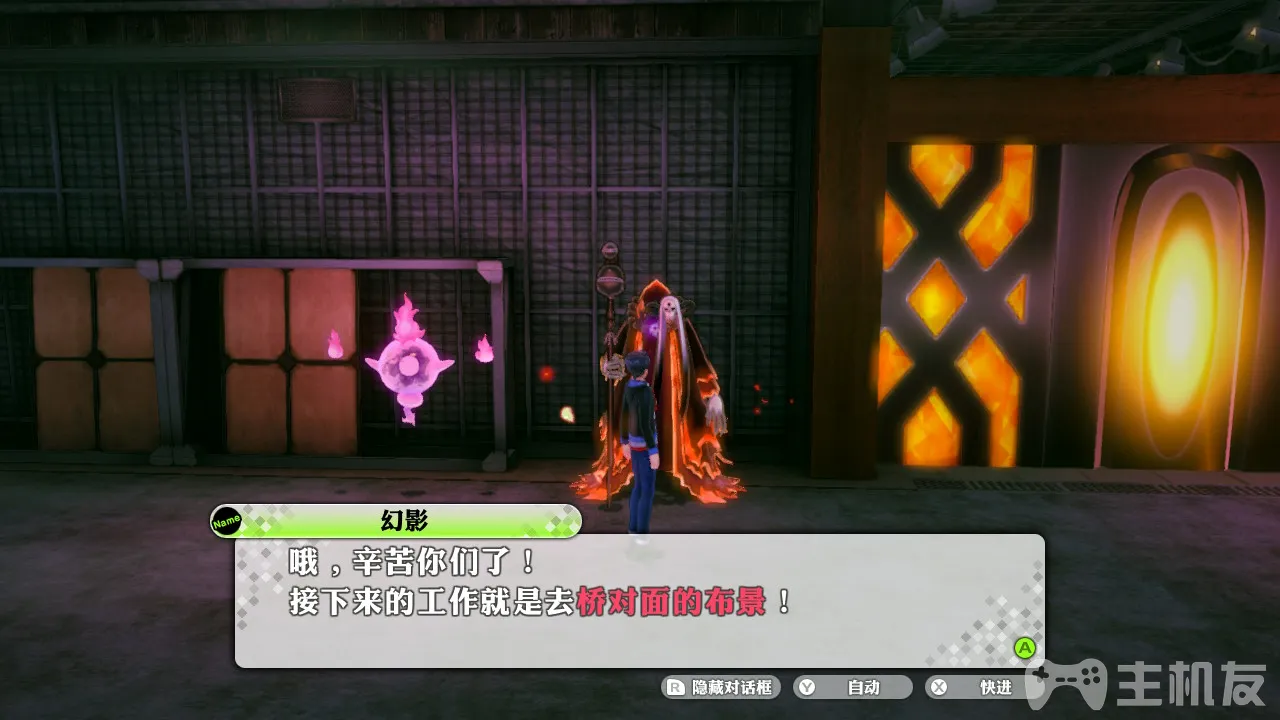 Name
幻影
哦，辛苦你们了！
接下来的工作就是去桥对面的布景！
A
R 隐藏对话框 Y 自动 X 快进
主机友